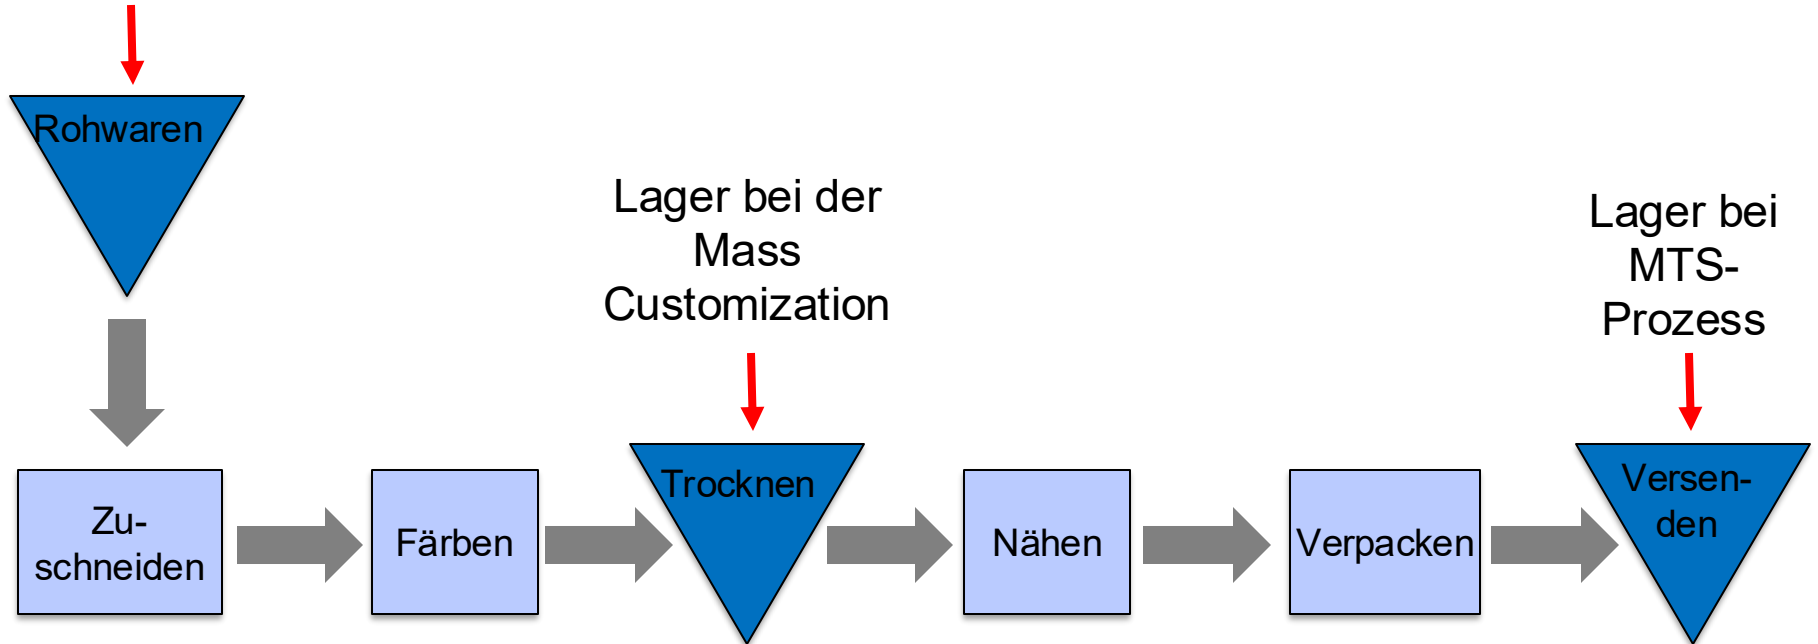 Rohwaren
Lager bei der
Mass
Customization
Lager bei
MTS-
Prozess
Zu-
schneiden
Färben
Trocknen
Nähen
Verpacken
Versen-
den